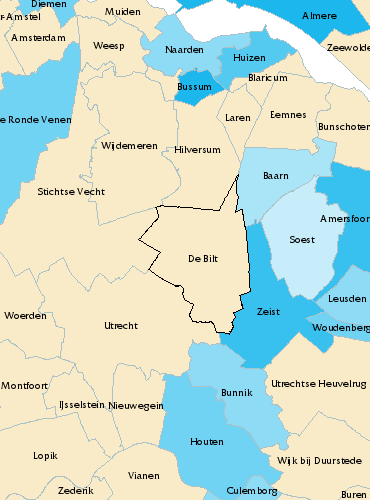 Diemen
Muiden
Almere
Amstel
Amsterdam
Weesp
Naarden
Huizen
Zeewolde
Blaricum
Bussum
e Ronde Venen
Laren
Eemnes
Bunschoten
Wijdemeren
Hilversum
Baarn
Stichtse Vecht
Amersfoor
Soest
De Bilt
Leusden
Zeist
Woerden
Utrecht
Woudenberg
Montfoort
Utrechtse Heuvelrug
Bunnik
IJsselstein
Nieuwegein
Houten
Lopik
Wijk bij Duurstede
Vianen
Zederik
Culemborg
Buren